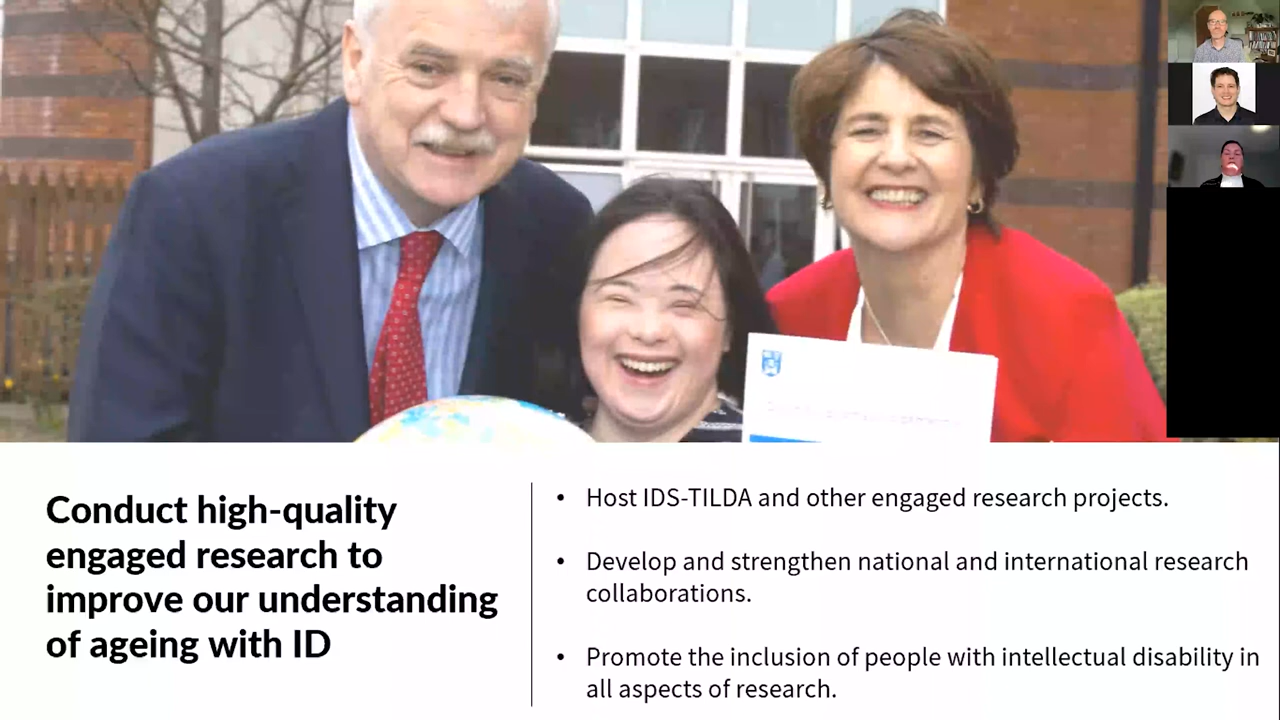 Conduct high-quality
engaged research to
improve our understanding
of ageing with ID
• Host IDS-TILDA and other engaged research projects.
• Develop and strengthen national and international research
collaborations.
• Promote the inclusion of people with intellectual disability in
all aspects of research.